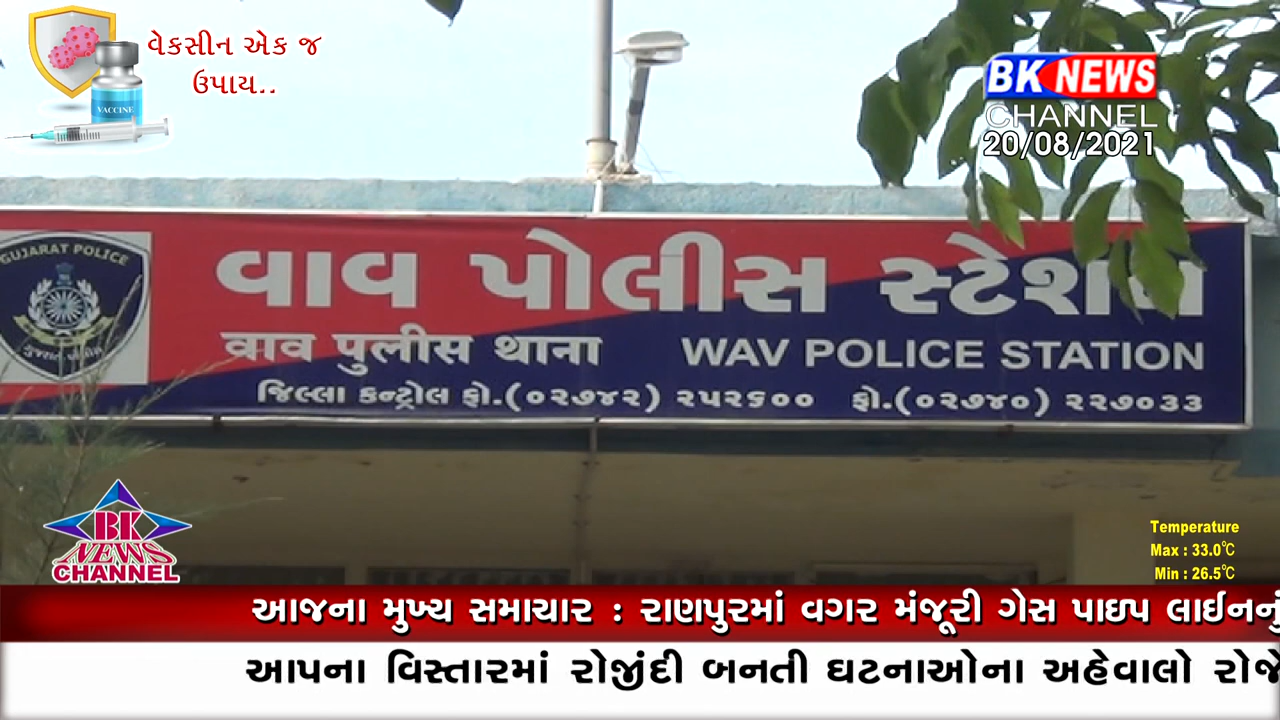 વેકસીન એક જ
ઉપાય..
VACCINE
BK NEWS
CHANNEL
20/08/2021
GUJARAT POLICE
ગુજરાત પોલીસ
વાવ પોલીસ સ્ટેશન
વાવ પુલીસ થાના
WAV POLICE STATION
જિલ્લા કન્ટ્રોલ ફો.(૦૨૭૪૨) ૨૫૨૬૦૦ ફો.(૦૨૭૪૦) ૨૨૭૦૩૩
BK
NEWS
CHANNEL
Temperature
Max : 33.0℃
Min : 26.5℃
આજના મુખ્ય સમાચાર : રાણપુરમાં વગર મંજૂરી ગેસ પાઇપ લાઈનનું
આપના વિસ્તારમાં રોજીંદી બનતી ઘટનાઓના અહેવાલો રોજે